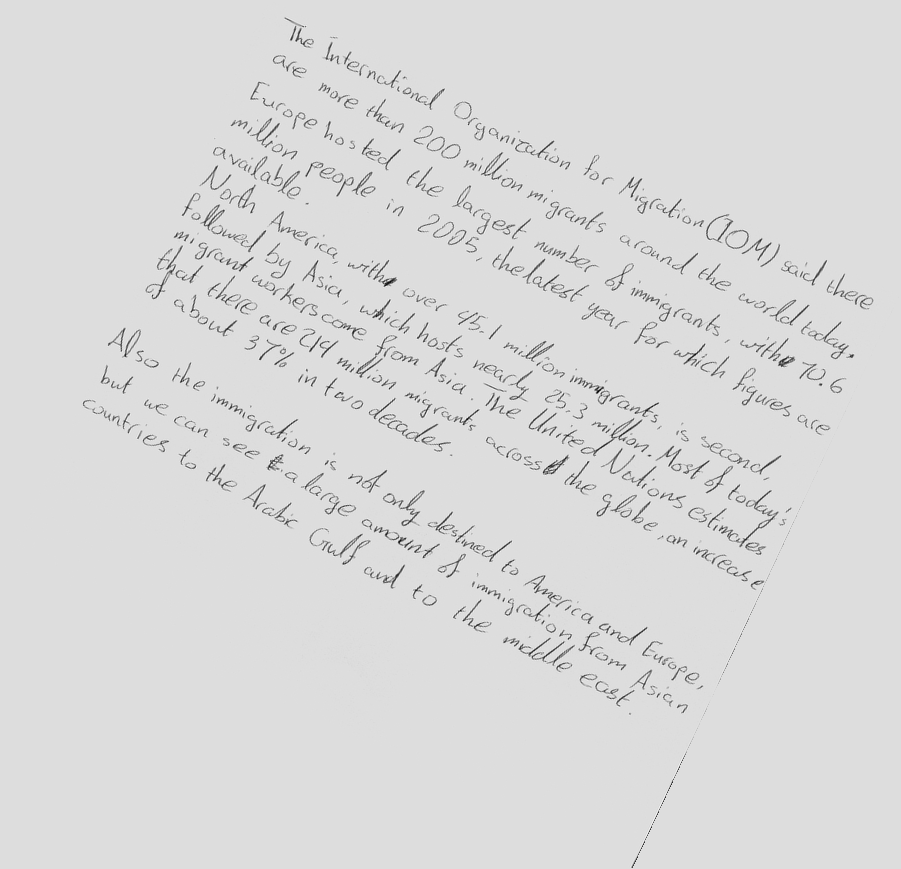 The International Organization for Migration (IOM) said there
are more than 200 million migrants around the world today.
Europe hosted the largest number of immigrants, with 70.6
million people in 2005, the latest year for which figures are
available.
North America, with over 45.1 million immigrants, is second,
followed by Asia, which hosts nearly 25.3 million. Most of today's
migrant workers come from Asia. The United Nations estimates
that there are 214 million migrants across the globe, an increase
of about 37% in two decades.
Also the immigration is not only destined to America and Europe,
but we can see a large amount of immigration from Asian
countries to the Arabic Gulf and to the middle east.